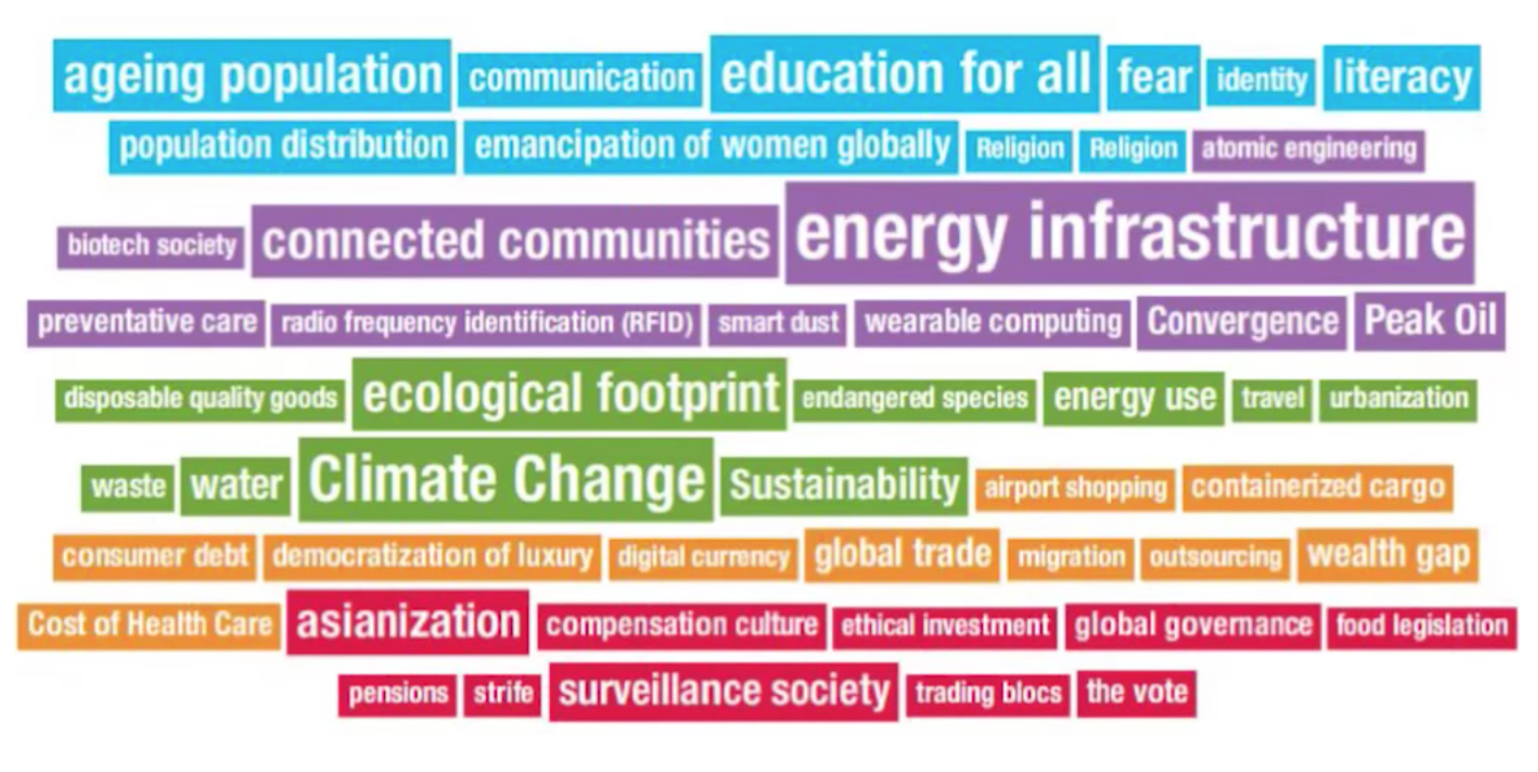 ageing population communication education for all fear identity literacy
population distribution emancipation of women globally Religion Religion atomic engineering
biotech society connected communities energy infrastructure
preventative care radio frequency identification (RFID) smart dust wearable computing Convergence Peak Oil
disposable quality goods ecological footprint endangered species energy use travel urbanization
waste water Climate Change Sustainability airport shopping containerized cargo
consumer debt democratization of luxury digital currency global trade migration outsourcing wealth gap
Cost of Health Care asianization compensation culture ethical investment global governance food legislation
pensions strife surveillance society trading blocs the vote